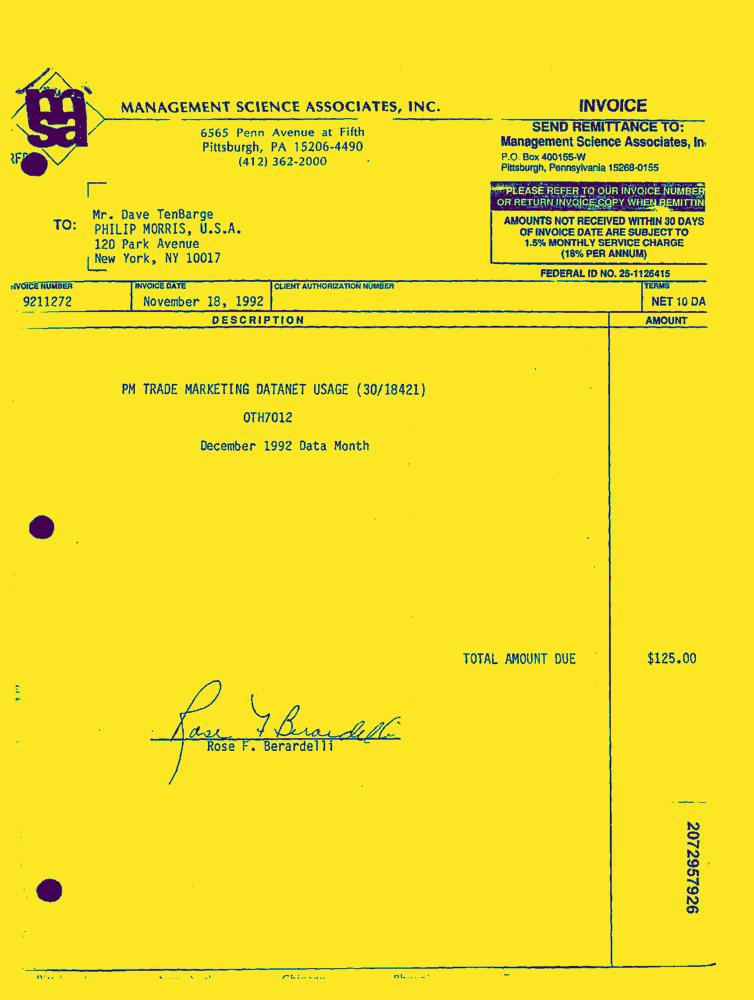 msa
MANAGEMENT SCIENCE ASSOCIATES, INC.
6565 Penn Avenue at Fifth
Pittsburgh, PA 15206-4490
(412) 362-2000
INVOICE
SEND REMITTANCE TO:
Management Science Associates, In
P.O. Box 400155-W
Pittsburgh, Pennsylvania 15268-0155
PLEASE REFER TO OUR INVOICE NUMBER
OR RETURN INVOICE COPY WHEN REMITTIN
AMOUNTS NOT RECEIVED WITHIN 30 DAYS
OF INVOICE DATE ARE SUBJECT TO
1.5% MONTHLY SERVICE CHARGE
(18% PER ANNUM)
FEDERAL ID NO. 25-1126415
TO:
Mr. Dave TenBarge
PHILIP MORRIS, U.S.A.
120 Park Avenue
New York, NY 10017
INVOICE NUMBER
9211272
INVOICE DATE
November 18, 1992
CLIENT AUTHORIZATION NUMBER
TERMS
NET 10 DA
DESCRIPTION
AMOUNT
PM TRADE MARKETING DATANET USAGE (30/18421)
OTH7012
December 1992 Data Month
TOTAL AMOUNT DUE $125.00
Rose F Berardelli
Rose F. Berardelli
2072957926